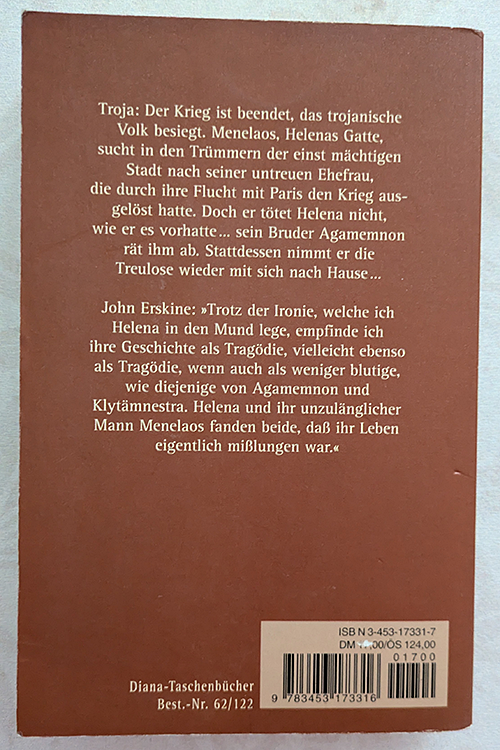 Troja: Der Krieg ist beendet, das trojanische
Volk besiegt. Menelaos, Helenas Gatte,
sucht in den Trümmern der einst mächtigen
Stadt nach seiner untreuen Ehefrau,
die durch ihre Flucht mit Paris den Krieg aus-
gelöst hatte. Doch er tötet Helena nicht,
wie er es vorhatte... sein Bruder Agamemnon
rät ihm ab. Stattdessen nimmt er die
Treulose wieder mit sich nach Hause...
John Erskine: »Trotz der Ironie, welche ich
Helena in den Mund lege, empfinde ich
ihre Geschichte als Tragödie, vielleicht ebenso
als Tragödie, wenn auch als weniger blutige,
wie diejenige von Agamemnon und
Klytämnestra. Helena und ihr unzulänglicher
Mann Menelaos fanden beide, daß ihr Leben
eigentlich mißlungen war.«
ISBN 3-453-17331-7
DM ,00/ÖS 124,00
01700
9 783453 173316
Diana-Taschenbücher
Best.-Nr. 62/122